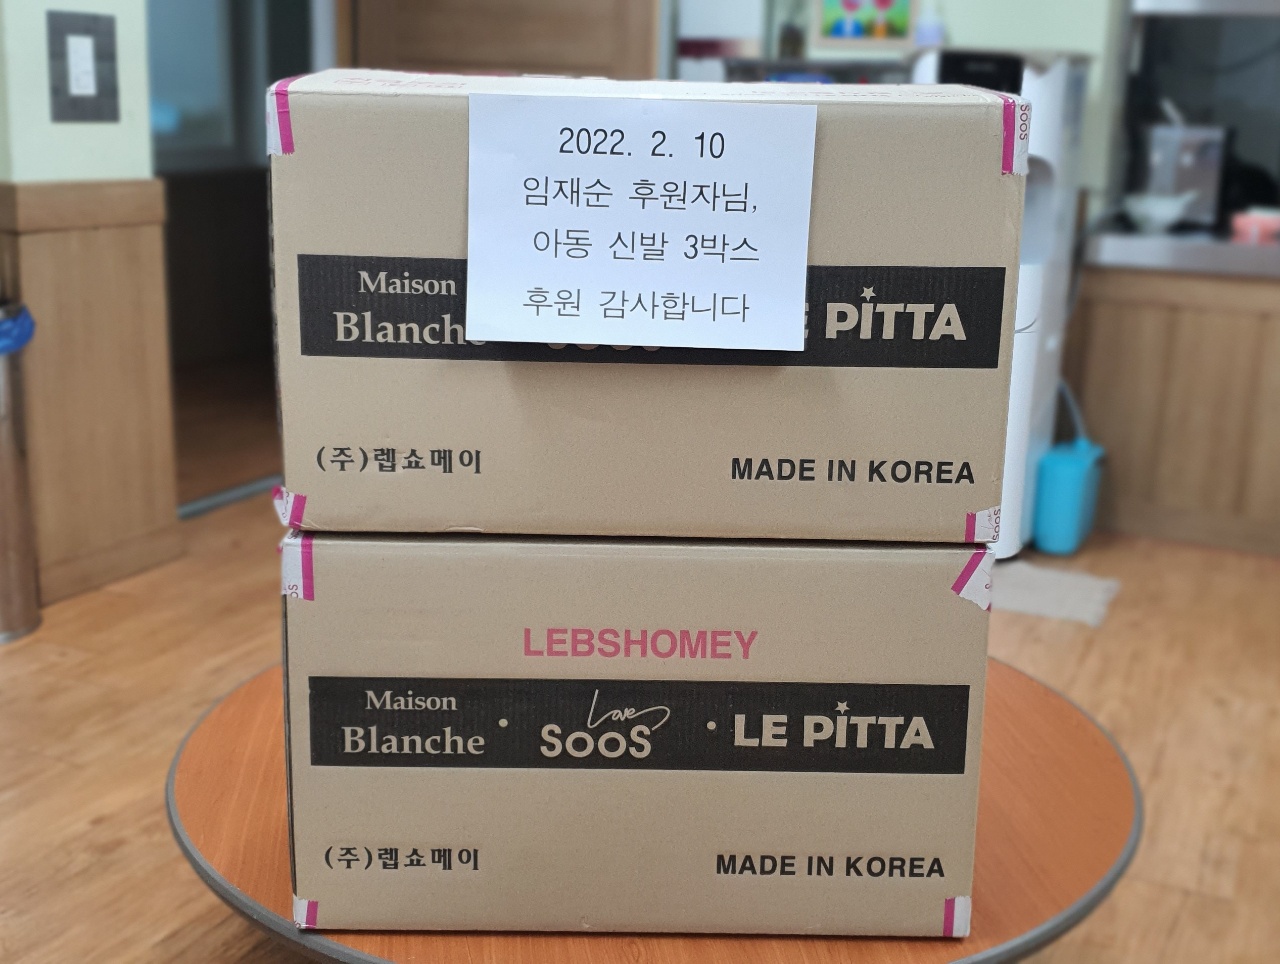 2022. 2. 10
임재순 후원자님,
아동 신발 3박스
후원 감사합니다
Maison
Blanche
PITTA
(주)렙쇼메이
MADE IN KOREA
LEBSHOMEY
Maison
Blanche
Love
SOOS
LE PITTA
(주)렙쇼메이
MADE IN KOREA
SOOS